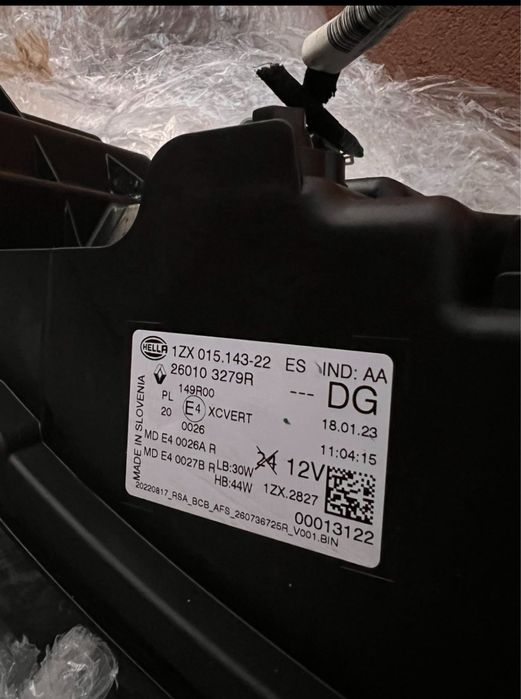 HELLA 1ZX 015.143-22 ES IND: AA
26010 3279R --- DG
149R00
PL E4 XCVERT 18.01.23
20 0026 11:04:15
MD E4 0026A R
MD E4 0027B R LB:30W 24 12V
HB:44W 1ZX.2827
00013122
20220817_RSA_BCB_AFS_260736725R_V001.BIN
MADE IN SLOVENIA